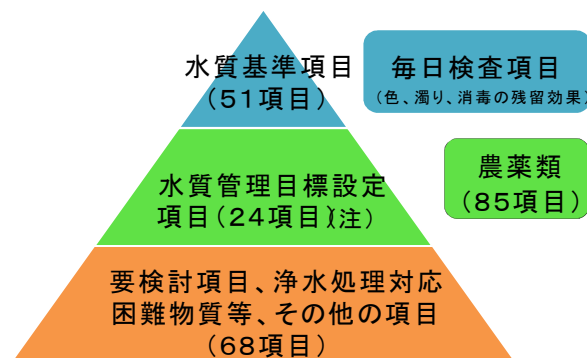 水質基準項目
(51項目)
毎日検査項目
(色、濁り、消毒の残留効果)
水質管理目標設定
項目(24項目)(注)
農薬類
(85項目)
要検討項目、浄水処理対応
困難物質等、その他の項目
(68項目)